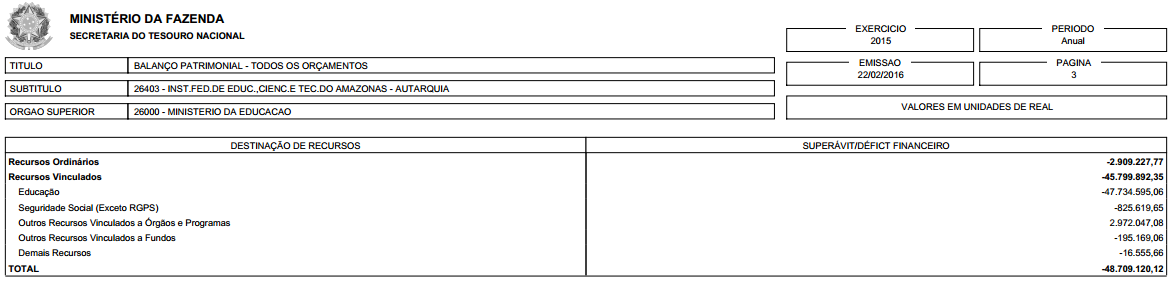 MINISTÉRIO DA FAZENDA
SECRETARIA DO TESOURO NACIONAL
EXERCICIO
2015
PERIODO
Anual
EMISSAO
22/02/2016
PAGINA
3
TITULO BALANÇO PATRIMONIAL - TODOS OS ORÇAMENTOS
SUBTITULO 26403 - INST.FED.DE EDUC.,CIENC.E TEC.DO AMAZONAS - AUTARQUIA
ORGAO SUPERIOR 26000 - MINISTERIO DA EDUCACAO
VALORES EM UNIDADES DE REAL
DESTINAÇÃO DE RECURSOS SUPERÁVIT/DÉFICT FINANCEIRO
Recursos Ordinários -2.909.227,77
Recursos Vinculados -45.799.892,35
Educação -47.734.595,06
Seguridade Social (Exceto RGPS) -825.619,65
Outros Recursos Vinculados a Órgãos e Programas 2.972.047,08
Outros Recursos Vinculados a Fundos -195.169,06
Demais Recursos -16.555,66
TOTAL -48.709.120,12